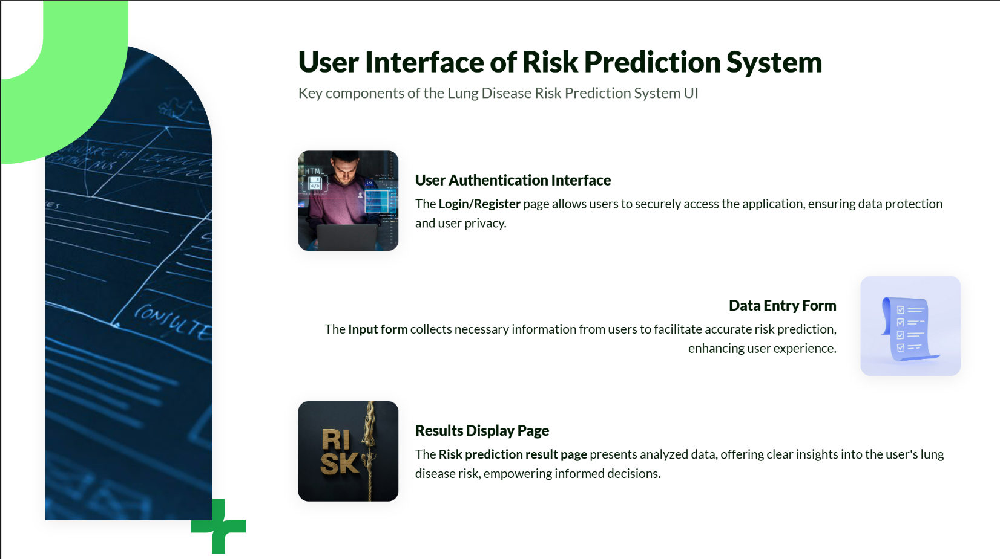 User Interface of Risk Prediction System
Key components of the Lung Disease Risk Prediction System UI
HTML
</>
User Authentication Interface
The Login/Register page allows users to securely access the application, ensuring data protection
and user privacy.
Data Entry Form
The Input form collects necessary information from users to facilitate accurate risk prediction,
enhancing user experience.
RI
SK
Results Display Page
The Risk prediction result page presents analyzed data, offering clear insights into the user's lung
disease risk, empowering informed decisions.
CONSULTE